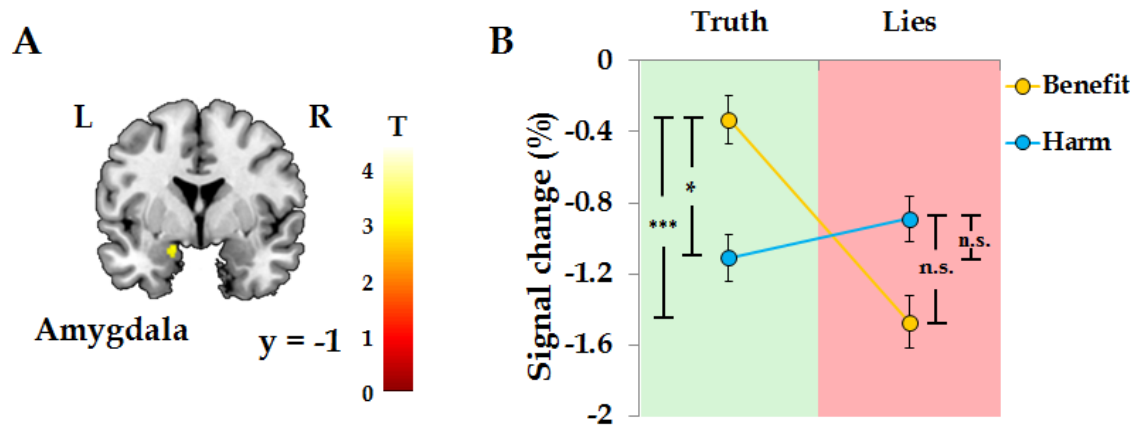 A
L
R
T
4
3
2
1
0
Amygdala
y = -1
B
Truth
Lies
Signal change (%)
0
-0.4
-0.8
-1.2
-1.6
-2
***
*
n.s.
n.s.
Benefit
Harm